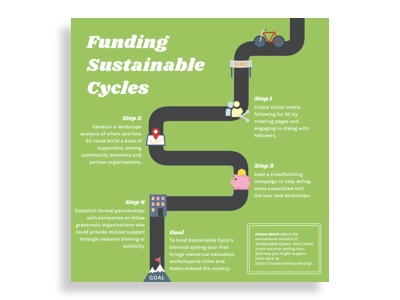 Funding
Sustainable
Cycles
START
Step 1
Create social media
following for SC by
creating pages and
engaging in dialog with
followers.
Step 2
Conduct a landscape
analysis of where and how
SC could build a base of
supporters, among
community members and
partner organizations.
Step 3
Lead a crowdfunding
campaign to help defray
costs associated with
the tour and workshops.
Step 4
Establish formal partnerships
with companies or fellow
grassroots organizations who
could provide mutual support
through resource sharing or
publicity.
Goal
To fund Sustainable Cycle's
biennial cycling tour that
brings menstrual education
workshops to cities and
towns around the country.
GOAL
Learn more about the
educational mission of
Sustainable Cycles, their latest
cross-country cycling tour,
and how you might support
their work at
https://sustainablecycles.org/